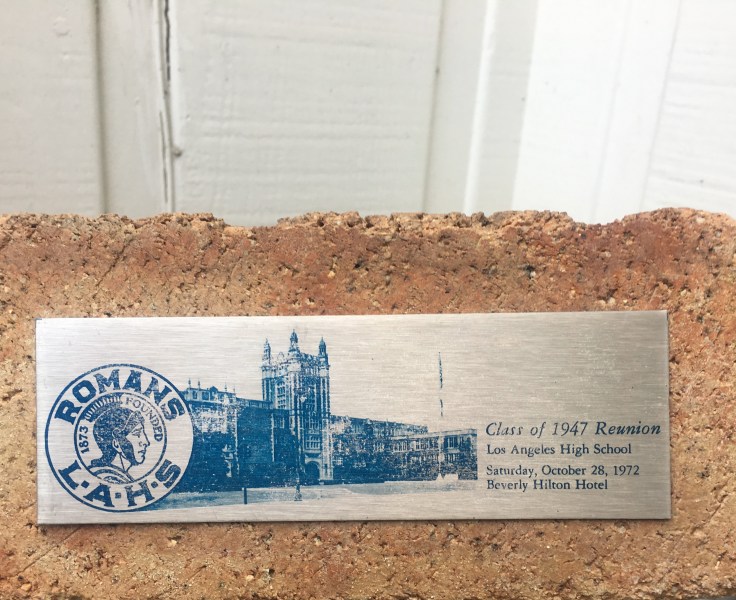 ROMANS
FOUNDED
1873
L·A·H·S
Class of 1947 Reunion
Los Angeles High School
Saturday, October 28, 1972
Beverly Hilton Hotel